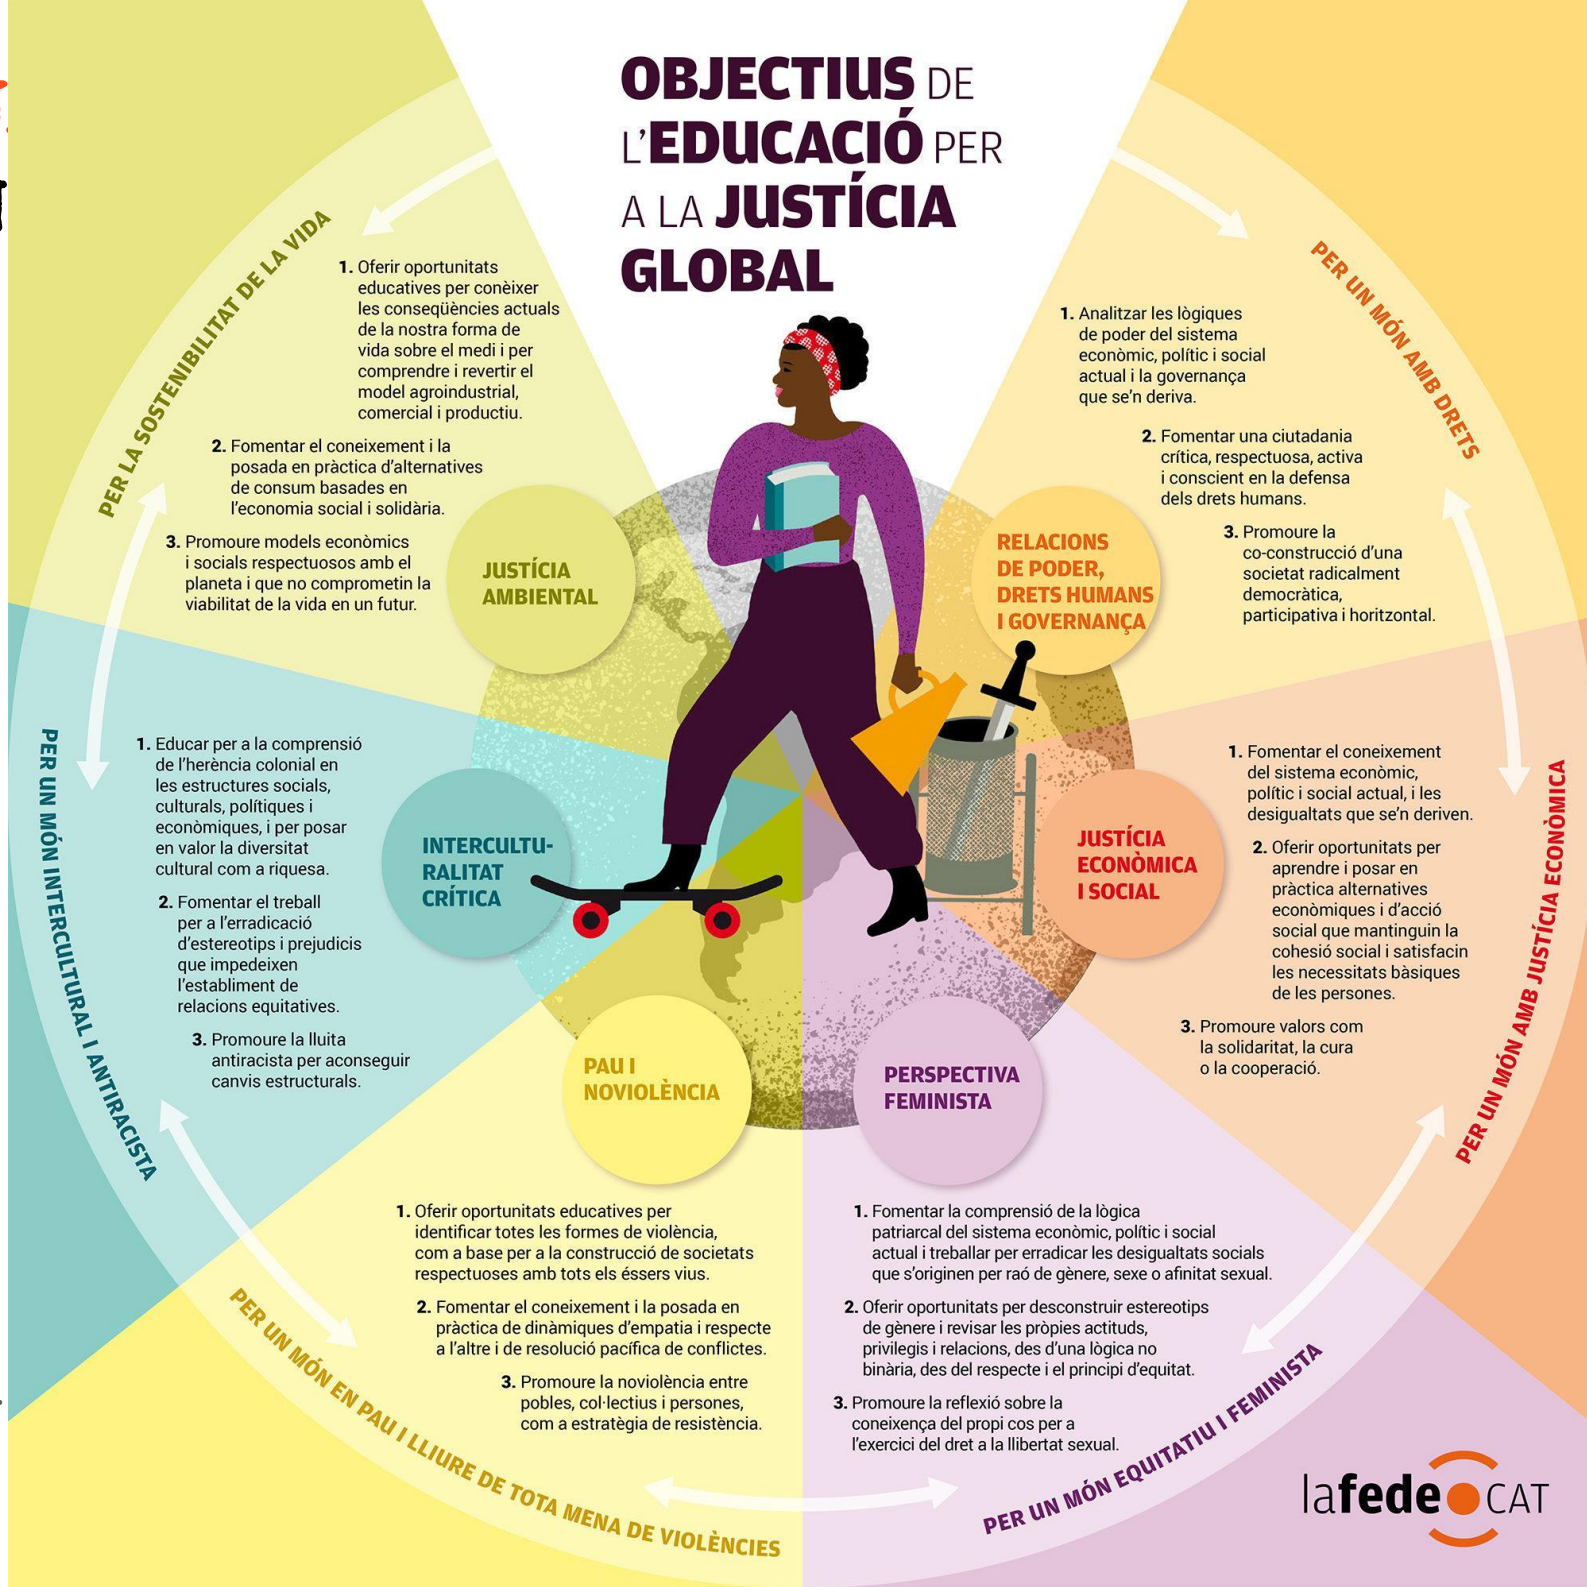 OBJECTIUS DE
L'EDUCACIÓ PER
A LA JUSTÍCIA
GLOBAL
PER LA SOSTENIBILITAT DE LA VIDA
1. Oferir oportunitats
educatives per conèixer
les conseqüències actuals
de la nostra forma de
vida sobre el medi i per
comprendre i revertir el
model agroindustrial,
comercial i productiu.
2. Fomentar el coneixement i la
posada en pràctica d'alternatives
de consum basades en
l'economia social i solidària.
3. Promoure models econòmics
i socials respectuosos amb el
planeta i que no comprometin la
viabilitat de la vida en un futur.
JUSTÍCIA
AMBIENTAL
PER UN MÓN AMB DRETS
1. Analitzar les lògiques
de poder del sistema
econòmic, polític i social
actual i la governança
que se'n deriva.
2. Fomentar una ciutadania
crítica, respectuosa, activa
i conscient en la defensa
dels drets humans.
3. Promoure la
co-construcció d'una
societat radicalment
democràtica,
participativa i horitzontal.
RELACIONS
DE PODER,
DRETS HUMANS
I GOVERNANÇA
PER UN MÓN INTERCULTURAL I ANTIRACISTA
1. Educar per a la comprensió
de l'herència colonial en
les estructures socials,
culturals, polítiques i
econòmiques, i per posar
en valor la diversitat
cultural com a riquesa.
2. Fomentar el treball
per a l'erradicació
d'estereotips i prejudicis
que impedeixen
l'establiment de
relacions equitatives.
3. Promoure la lluita
antiracista per aconseguir
canvis estructurals.
INTERCULTU-
RALITAT
CRÍTICA
PER UN MÓN AMB JUSTÍCIA ECONÒMICA
1. Fomentar el coneixement
del sistema econòmic,
polític i social actual, i les
desigualtats que se'n deriven.
2. Oferir oportunitats per
aprendre i posar en
pràctica alternatives
econòmiques i d'acció
social que mantinguin la
cohesió social i satisfacin
les necessitats bàsiques
de les persones.
3. Promoure valors com
la solidaritat, la cura
o la cooperació.
JUSTÍCIA
ECONÒMICA
I SOCIAL
PAU I
NOVIOLÈNCIA
1. Oferir oportunitats educatives per
identificar totes les formes de violència,
com a base per a la construcció de societats
respectuoses amb tots els éssers vius.
2. Fomentar el coneixement i la posada en
pràctica de dinàmiques d'empatia i respecte
a l'altre i de resolució pacífica de conflictes.
3. Promoure la noviolència entre
pobles, col·lectius i persones,
com a estratègia de resistència.
PER UN MÓN EN PAU I LLIURE DE TOTA MENA DE VIOLÈNCIES
PERSPECTIVA
FEMINISTA
1. Fomentar la comprensió de la lògica
patriarcal del sistema econòmic, polític i social
actual i treballar per erradicar les desigualtats socials
que s'originen per raó de gènere, sexe o afinitat sexual.
2. Oferir oportunitats per desconstruir estereotips
de gènere i revisar les pròpies actituds,
privilegis i relacions, des d'una lògica no
binària, des del respecte i el principi d'equitat.
3. Promoure la reflexió sobre la
coneixença del propi cos per a
l'exercici del dret a la llibertat sexual.
PER UN MÓN EQUITATIU I FEMINISTA
lafede CAT